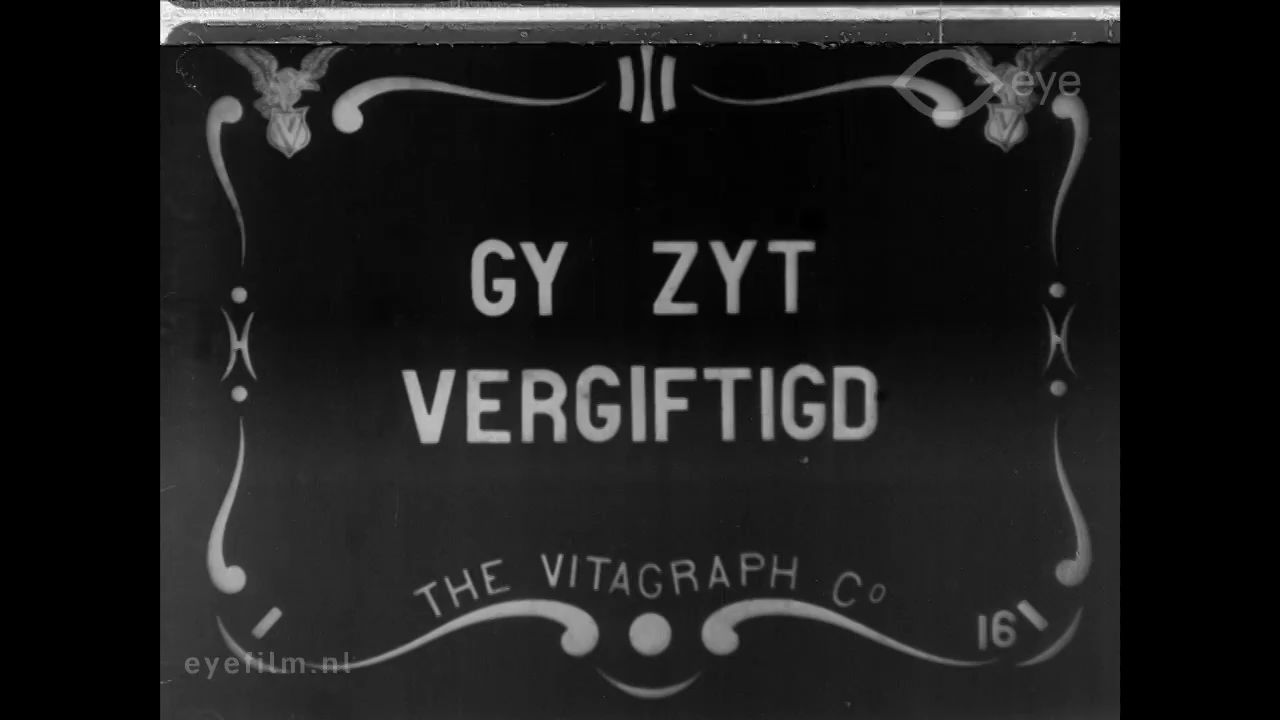 eye
GY ZYT
VERGIFTIGD
THE VITAGRAPH Co
16
eyefilm.nl